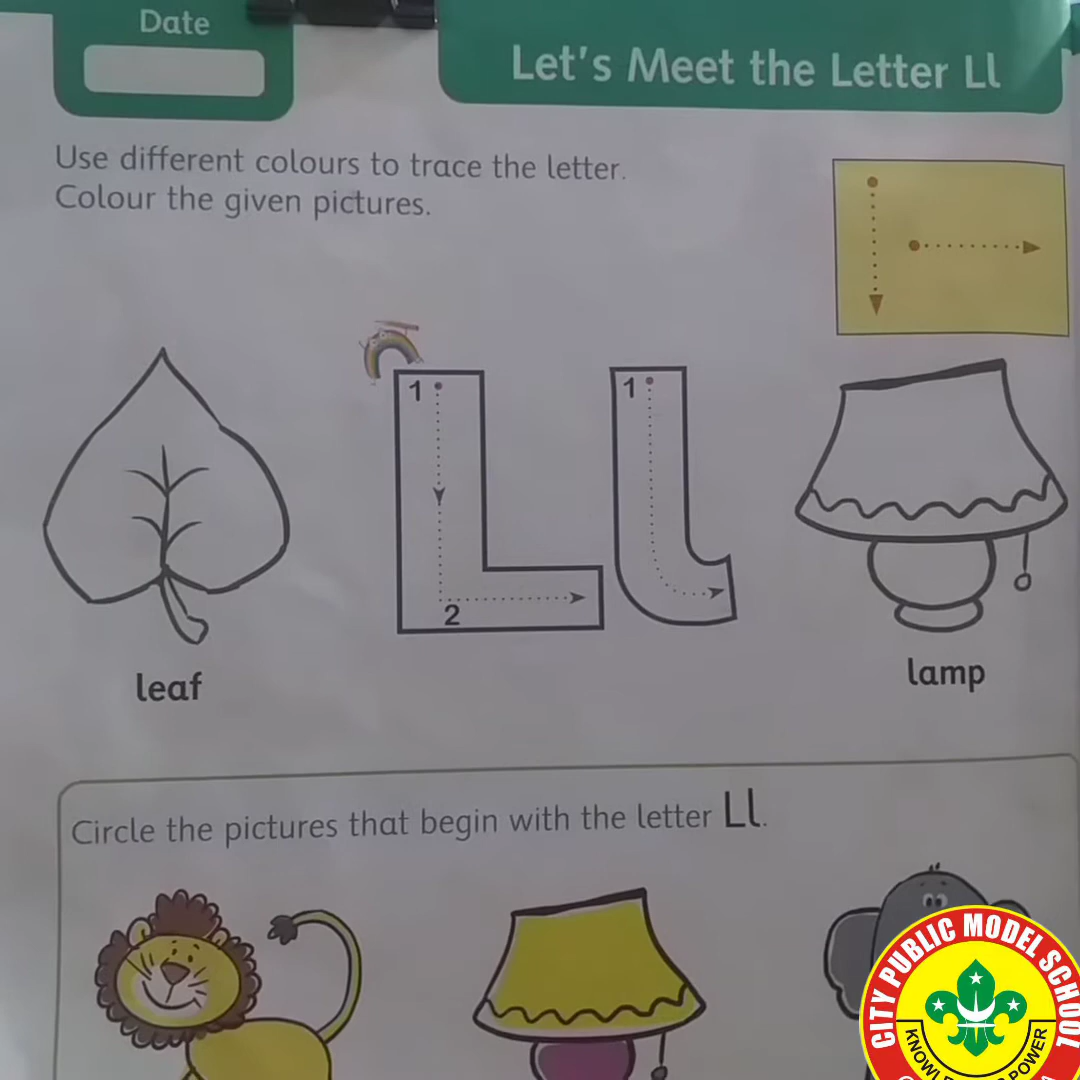 Date
Let's Meet the Letter Ll
Use different colours to trace the letter.
Colour the given pictures.
1
1
2
leaf
lamp
Circle the pictures that begin with the letter Ll.
CITY PUBLIC MODEL SCHOOL